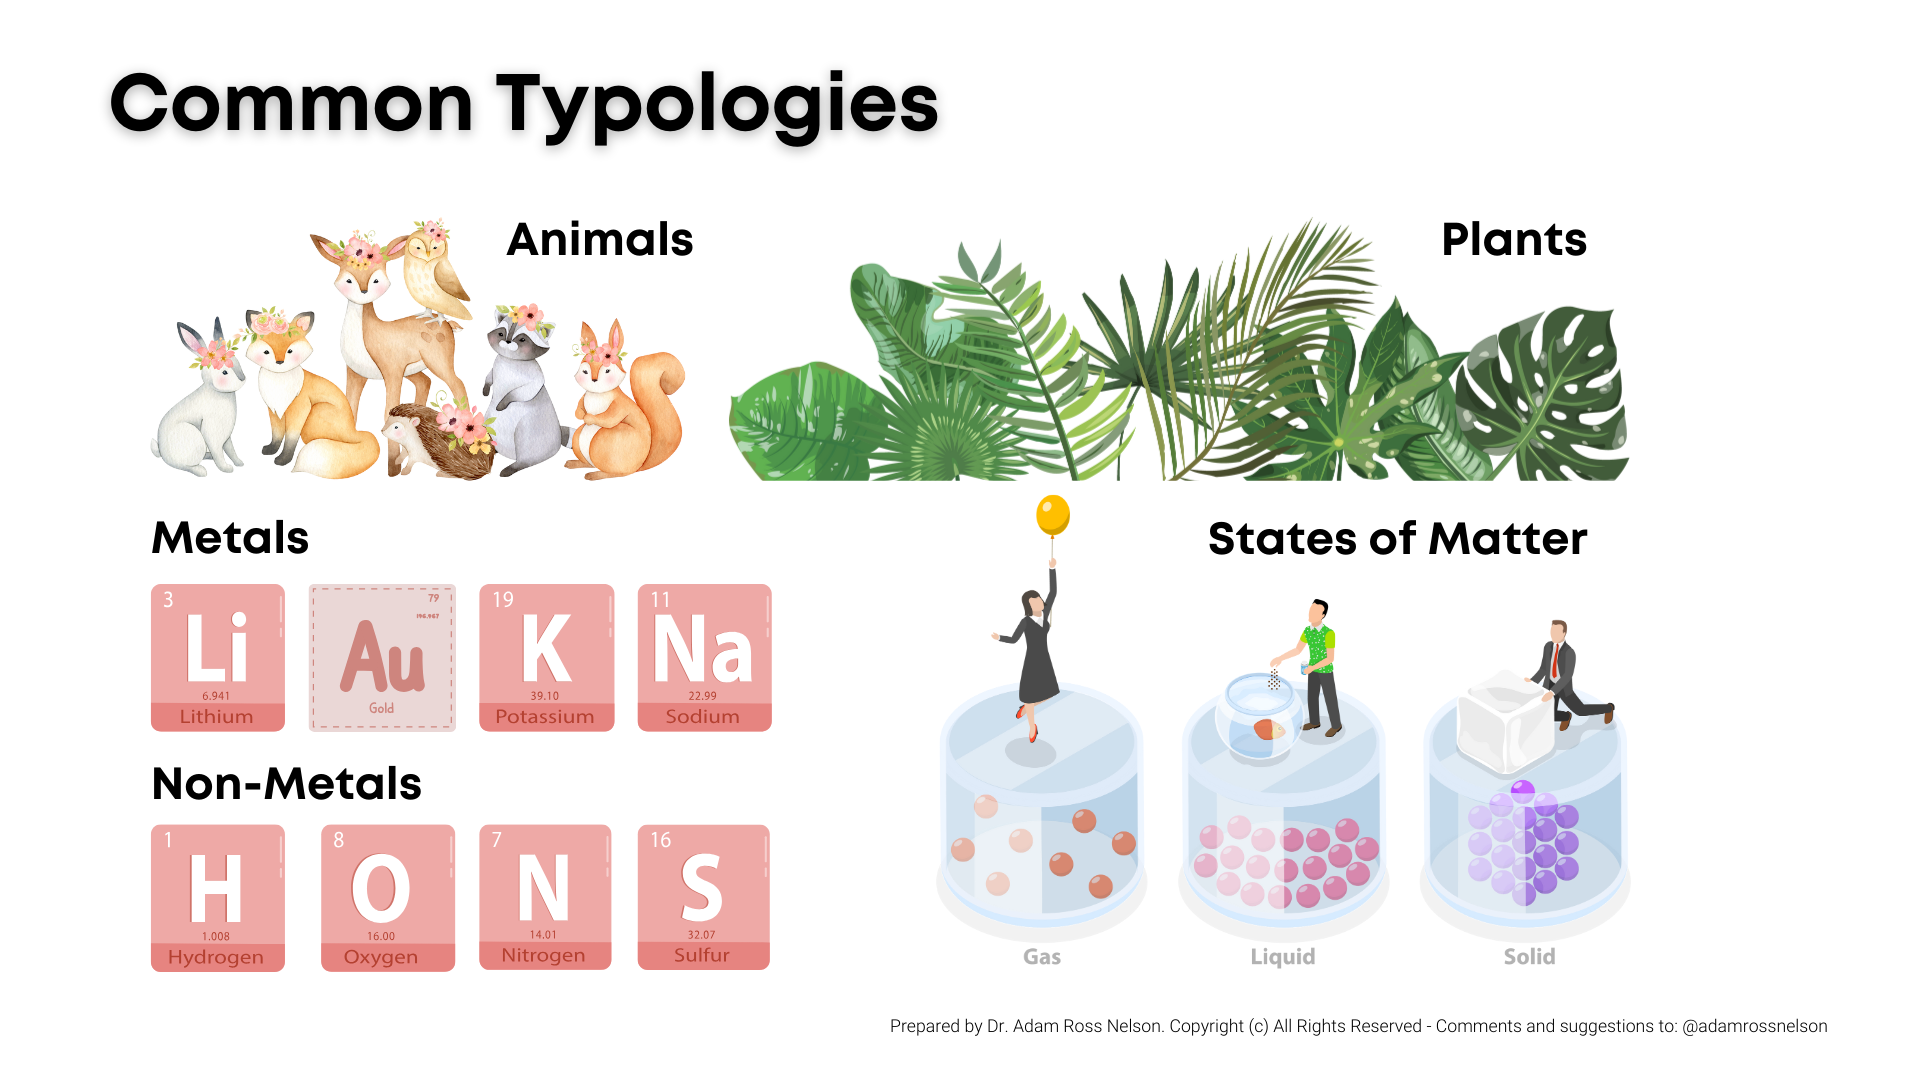 Common Typologies
Animals
Plants
Metals
3
Li
6.941
Lithium
79
196.967
Au
Gold
19
K
39.10
Potassium
11
Na
22.99
Sodium
Non-Metals
1
H
1.008
Hydrogen
8
O
16.00
Oxygen
7
N
14.01
Nitrogen
16
S
32.07
Sulfur
States of Matter
Gas
Liquid
Solid
Prepared by Dr. Adam Ross Nelson. Copyright (c) All Rights Reserved - Comments and suggestions to: @adamrossnelson